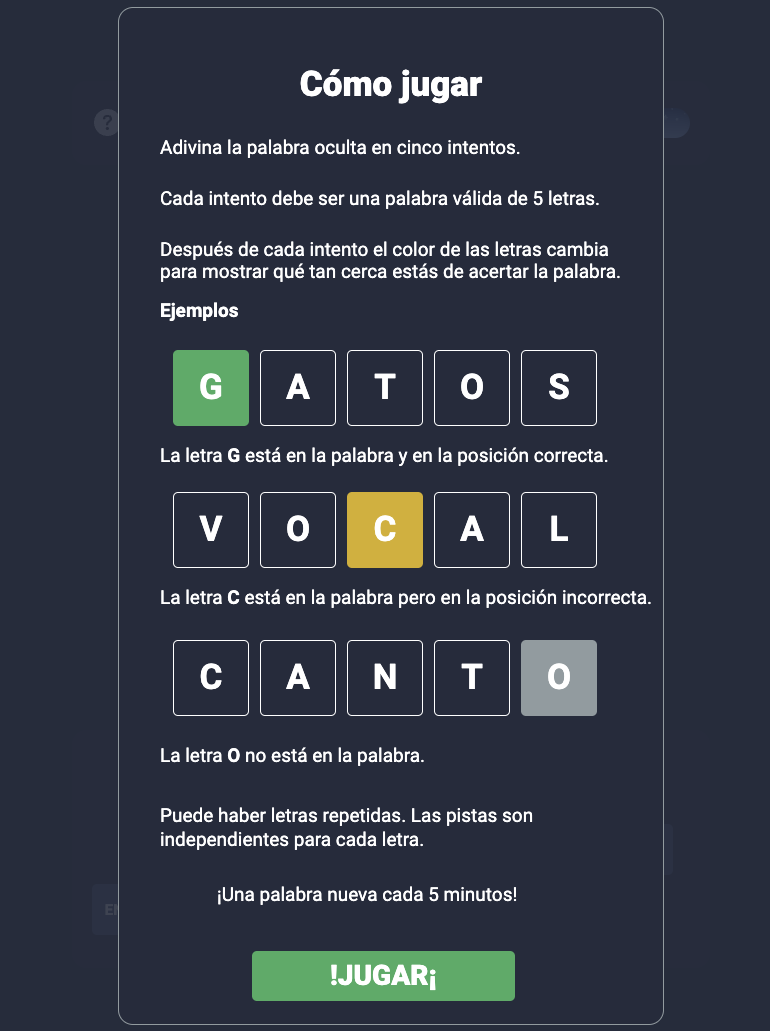 Cómo jugar
?
Adivina la palabra oculta en cinco intentos.
Cada intento debe ser una palabra válida de 5 letras.
Después de cada intento el color de las letras cambia
para mostrar qué tan cerca estás de acertar la palabra.
Ejemplos
G A T O S
La letra G está en la palabra y en la posición correcta.
V O C A L
La letra C está en la palabra pero en la posición incorrecta.
C A N T O
La letra O no está en la palabra.
Puede haber letras repetidas. Las pistas son
independientes para cada letra.
¡Una palabra nueva cada 5 minutos!
!JUGAR¡